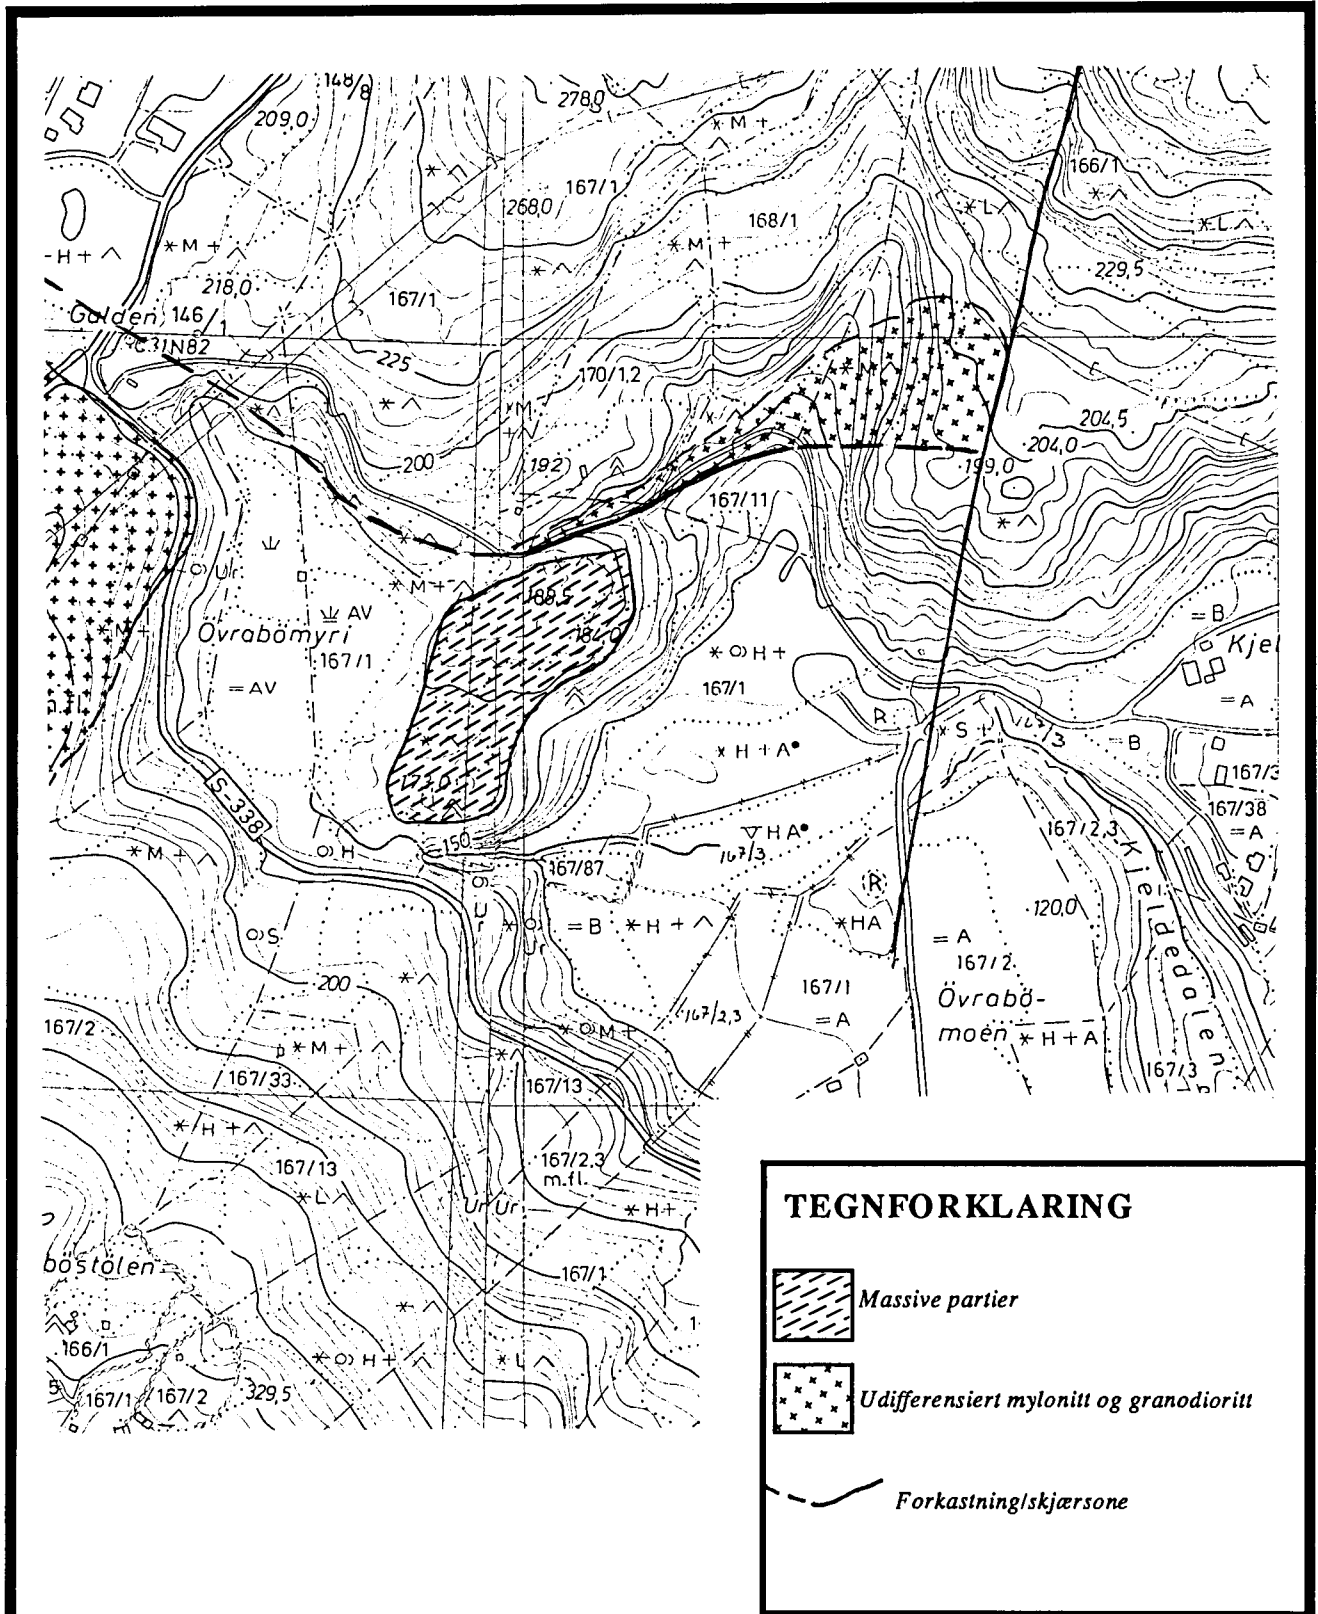 148/8
209,0
278,0
* M +
166/1
* L ^
167/1
268,0
168/1
* M +
* L ^
- H + ^
* M +
229,5
218,0
167/1
Galden 146/1
C31N82
225
170/1,2
* M
204,5
204,0
200
192
199,0
167/11
O) Ur
* M +
188,5
AV
= B
* M +
Övrabömyri
184,0
Kjel
167/1
* O) H +
= AV
167/1
= A
m.fl.
R
* S +
167/3
= B
* H + A
177,0
167/3
S-338
167/38
H A
167/2,3
= A
150
167/3
* M + ^
O) H
167/87
R
Kjeldedalen
Ur
120,0
= B
* H + ^
* HA
= A
O) S
Ur
167/2
200
167/1
Övrabö-
167/2
167/2,3
= A
moen
* H + A
* O) M +
* M +
167/33
167/13
167/3
* H + ^
167/13
167/2,3
m.fl.
* L ^
Ur Ur
* H +
böstölen
167/1
166/1
* O) H + ^
* L ^
167/1
167/2
329,5
TEGNFORKLARING
Massive partier
Udifferensiert mylonitt og granodioritt
Forkastning/skjærsone